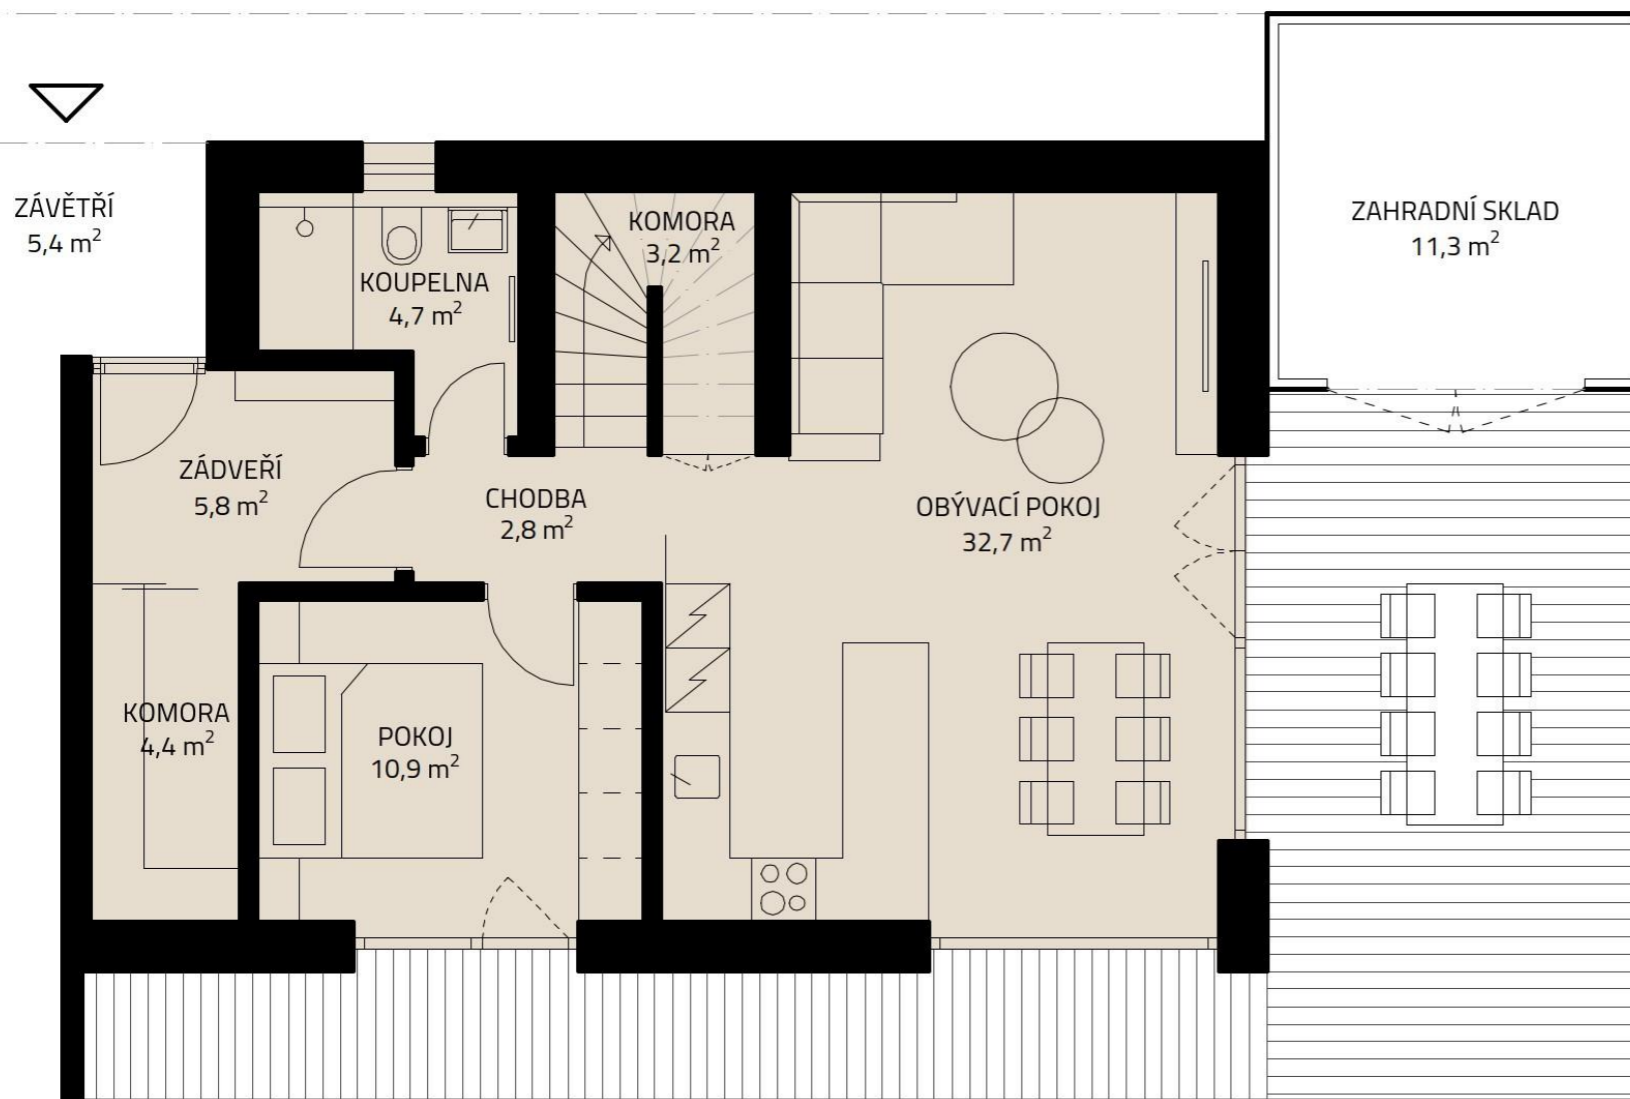 ZÁVĚTŘÍ
5,4 m²
KOUPELNA
4,7 m²
KOMORA
3,2 m²
ZAHRADNÍ SKLAD
11,3 m²
ZÁDVEŘÍ
5,8 m²
CHODBA
2,8 m²
OBÝVACÍ POKOJ
32,7 m²
KOMORA
4,4 m²
POKOJ
10,9 m²